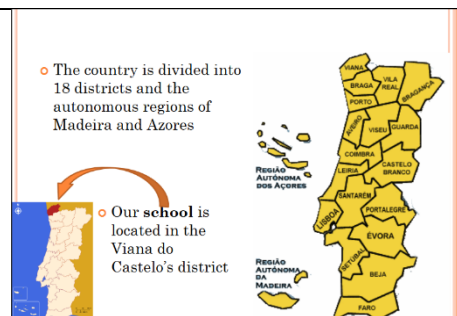 The country is divided into
18 districts and the
autonomous regions of
Madeira and Azores
Our school is
located in the
Viana do
Castelo's district
VIANA
BRAGA
VILA
REAL
BRAGANÇA
PORTO
AVEIRO
VISEU
GUARDA
COIMBRA
CASTELO
BRANCO
LEIRIA
REGIÃO
AUTÓNOMA
DOS AÇORES
SANTARÉM
LISBOA
PORTALEGRE
ÉVORA
SETÚBAL
REGIÃO
AUTÓNOMA
DA
MADEIRA
BEJA
FARO